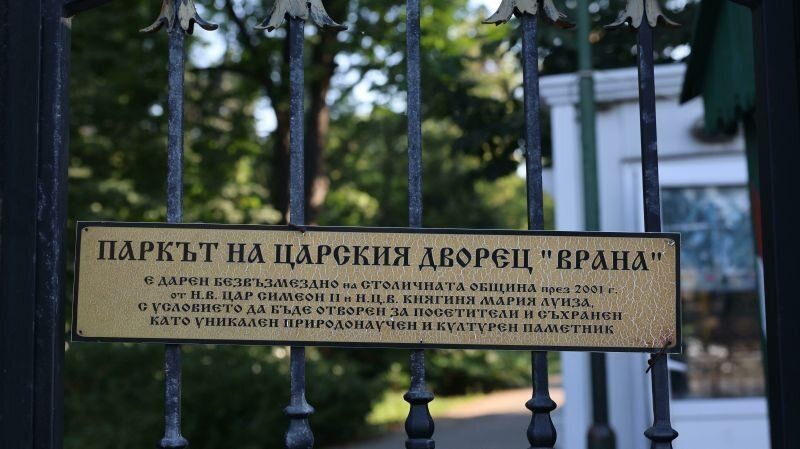 ПАРКЪТ НА ЦАРСКИЯ ДВОРЕЦ "ВРАНА"
Е ДАРЕН БЕЗВЪЗМЕЗДНО НА СТОЛИЧНАТА ОБЩИНА ПРЕЗ 2001 Г.
ОТ Н.В. ЦАР СИМЕОН II И Н.Ц.В. КНЯГИНЯ МАРИЯ ЛУИЗА,
С УСЛОВИЕТО ДА БЪДЕ ОТВОРЕН ЗА ПОСЕТИТЕЛИ И СЪХРАНЕН
КАТО УНИКАЛЕН ПРИРОДОНАУЧЕН И КУЛТУРЕН ПАМЕТНИК